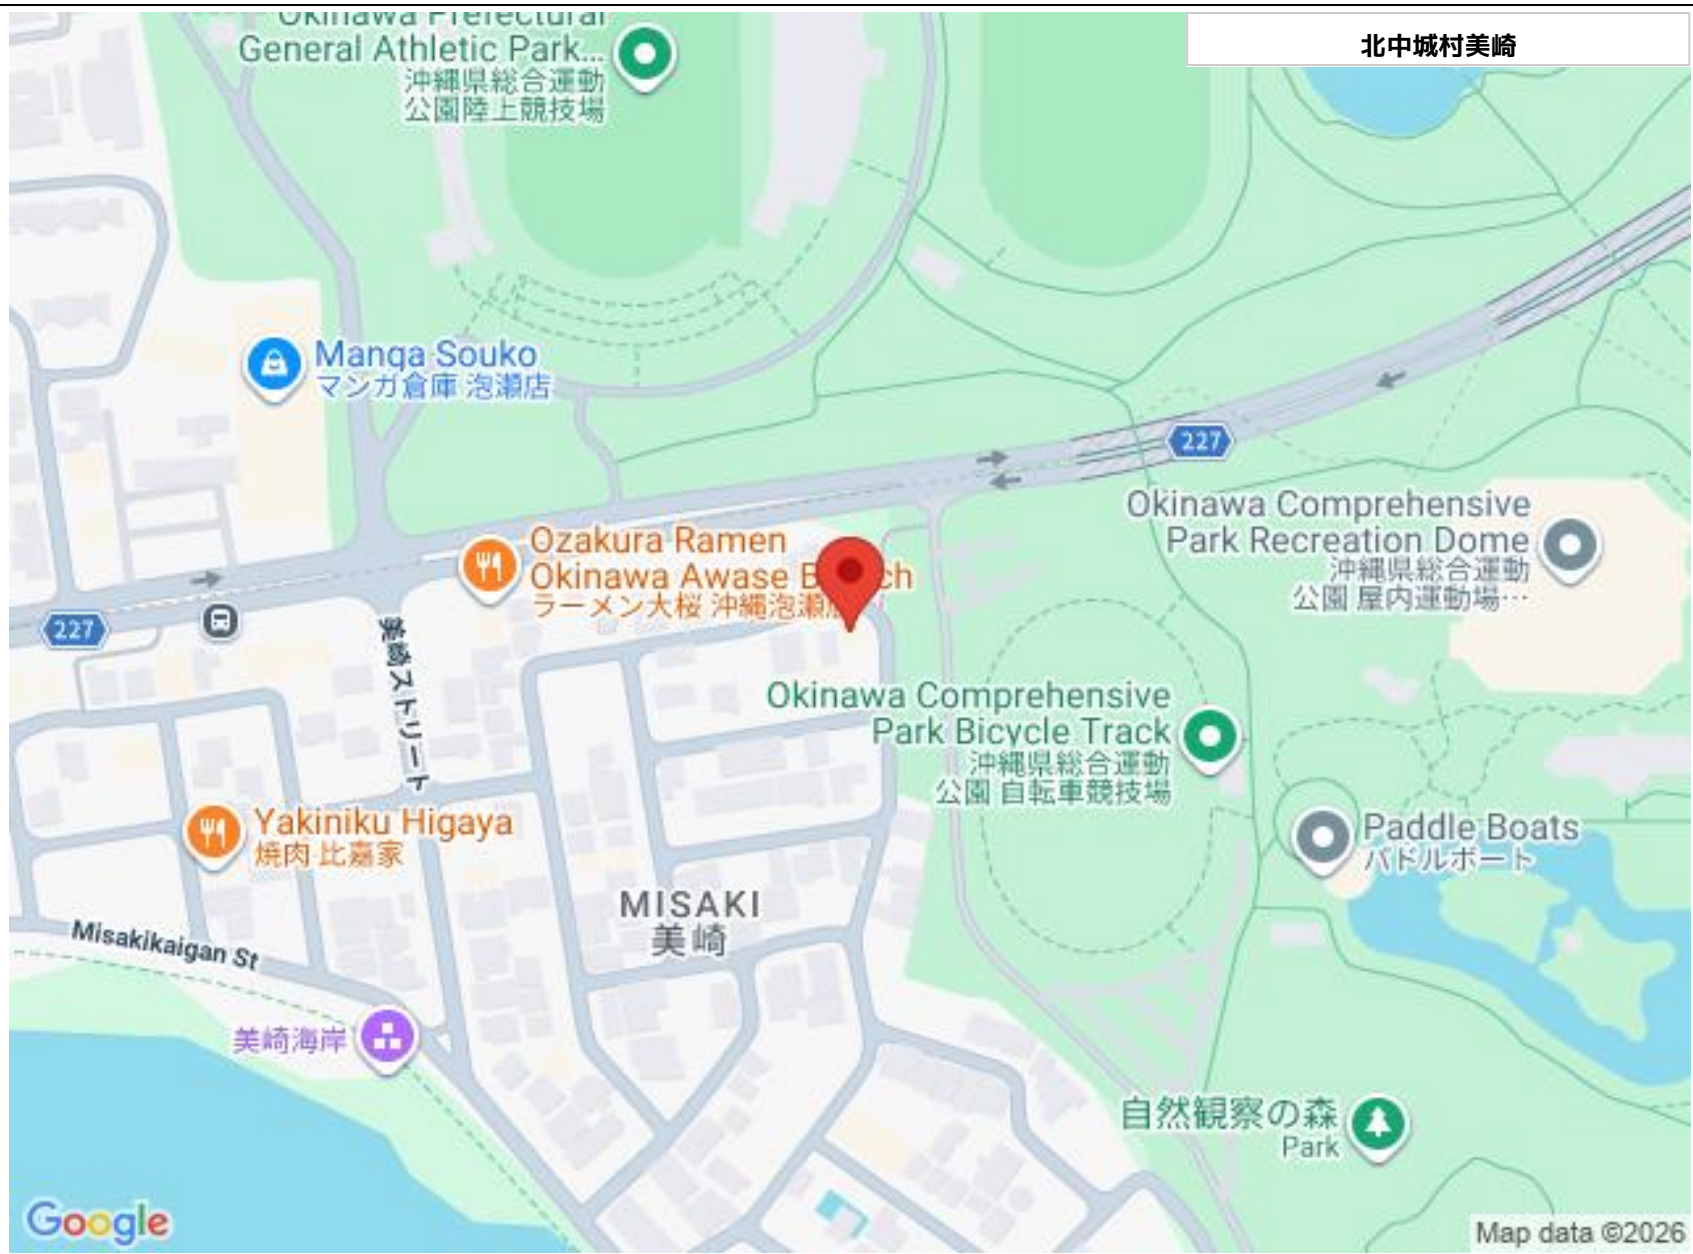 Okinawa Prefectural
General Athletic Park...
沖縄県総合運動
公園陸上競技場
北中城村美崎
Manga Souko
マンガ倉庫 泡瀬店
227
Okinawa Comprehensive
Park Recreation Dome
沖縄県総合運動
公園 屋内運動場…
Ozakura Ramen
Okinawa Awase B ch
ラーメン大桜 沖縄泡瀬
227
美崎ストリート
Okinawa Comprehensive
Park Bicycle Track
沖縄県総合運動
公園 自転車競技場
Yakiniku Higaya
焼肉 比嘉家
Paddle Boats
パドルボート
MISAKI
美崎
Misakikaigan St
美崎海岸
自然観察の森
Park
Google
Map data ©2026